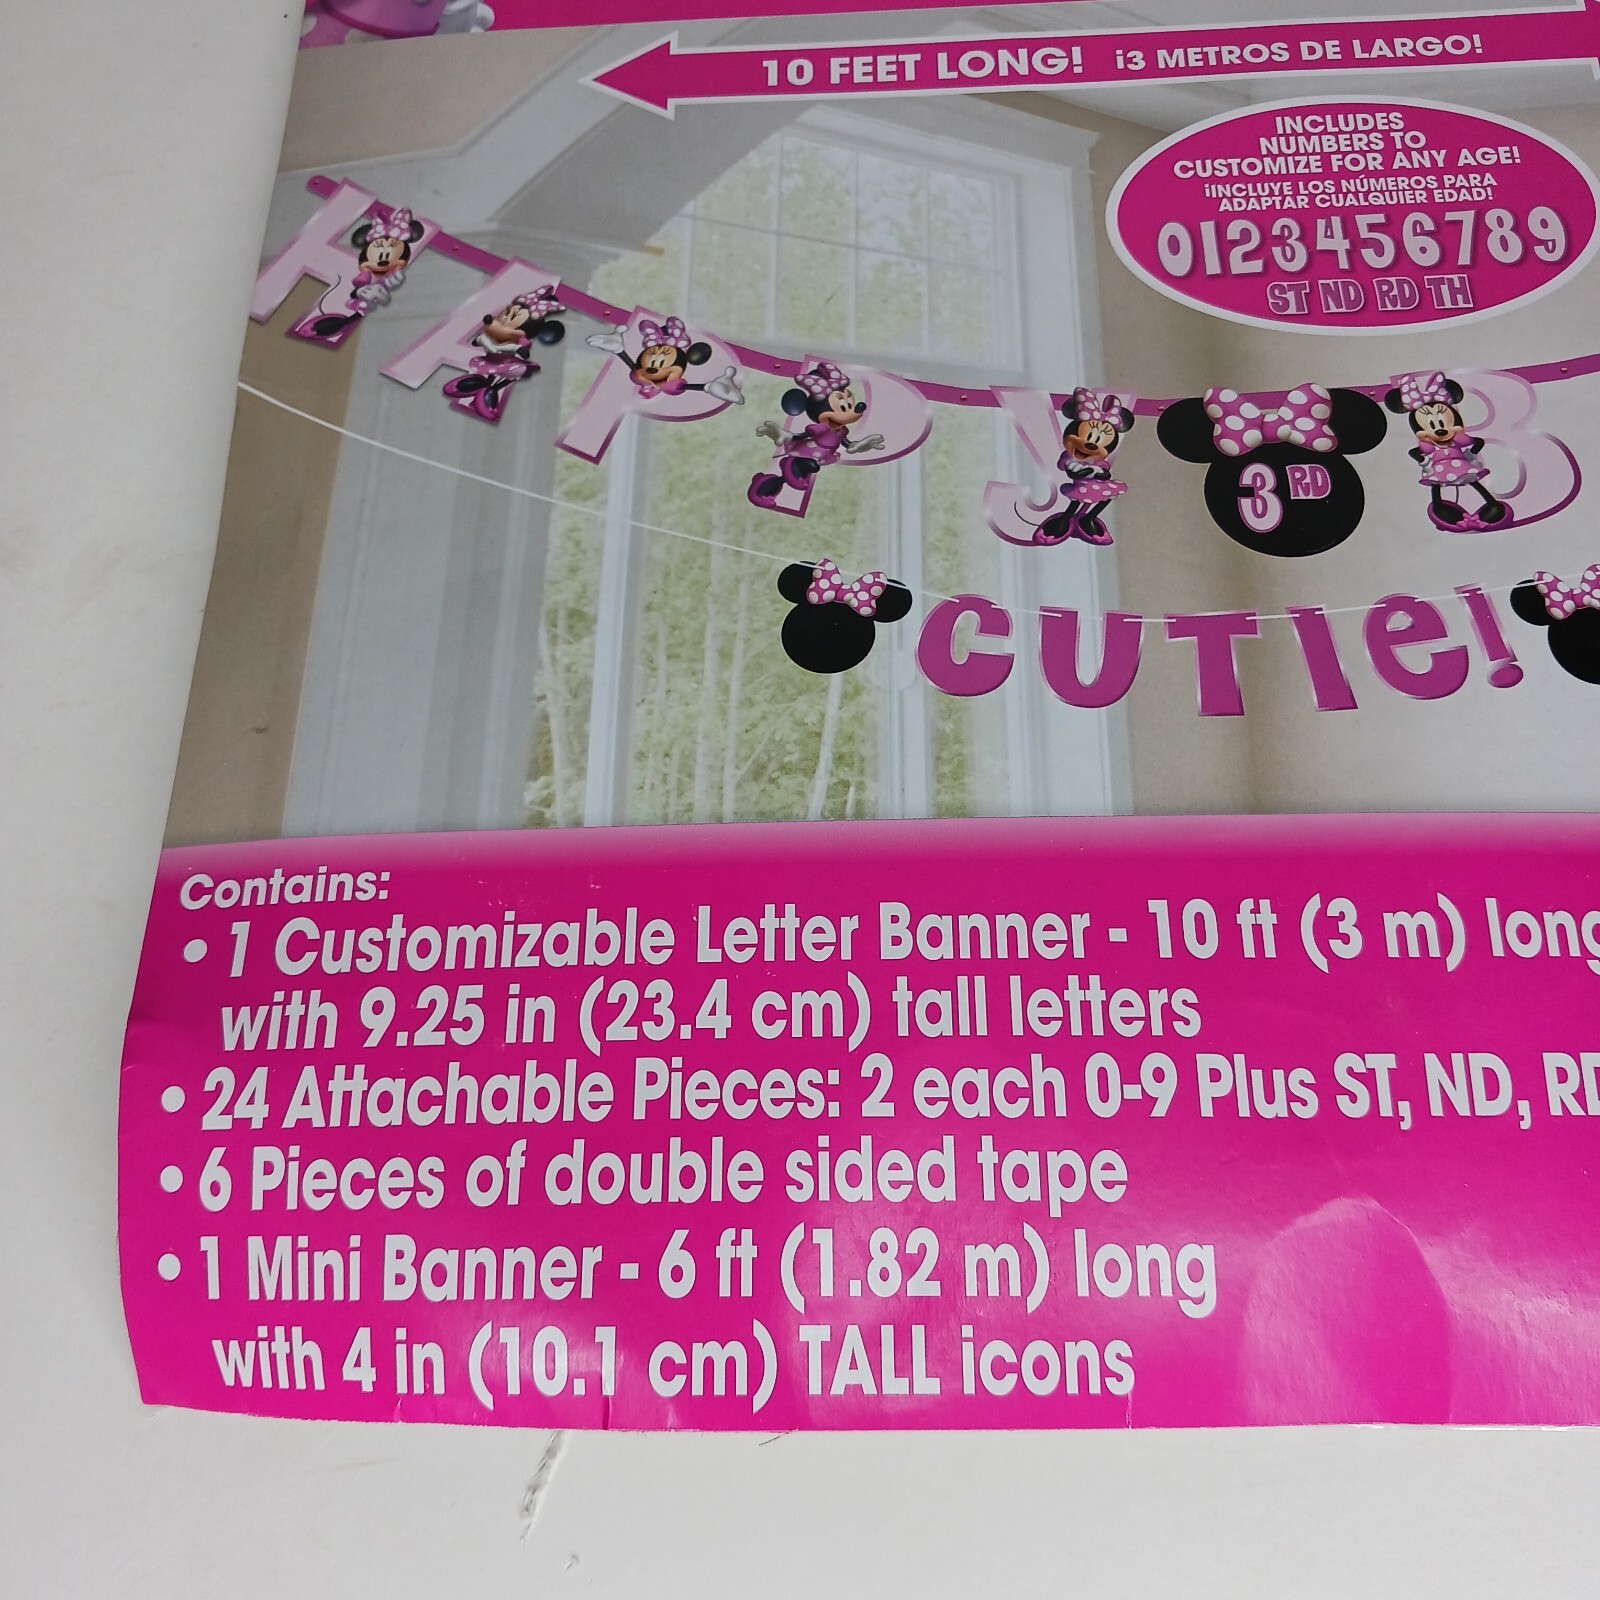 10 FEET LONG! ¡3 METROS DE LARGO!
INCLUDES
NUMBERS TO
CUSTOMIZE FOR ANY AGE!
¡INCLUYE LOS NÚMEROS PARA
ADAPTAR CUALQUIER EDAD!
0123456789
ST ND RD TH
HAPPY 3RD B
CUTIE!
Contains:
• 1 Customizable Letter Banner - 10 ft (3 m) long
with 9.25 in (23.4 cm) tall letters
• 24 Attachable Pieces: 2 each 0-9 Plus ST, ND, RD
• 6 Pieces of double sided tape
• 1 Mini Banner - 6 ft (1.82 m) long
with 4 in (10.1 cm) TALL icons